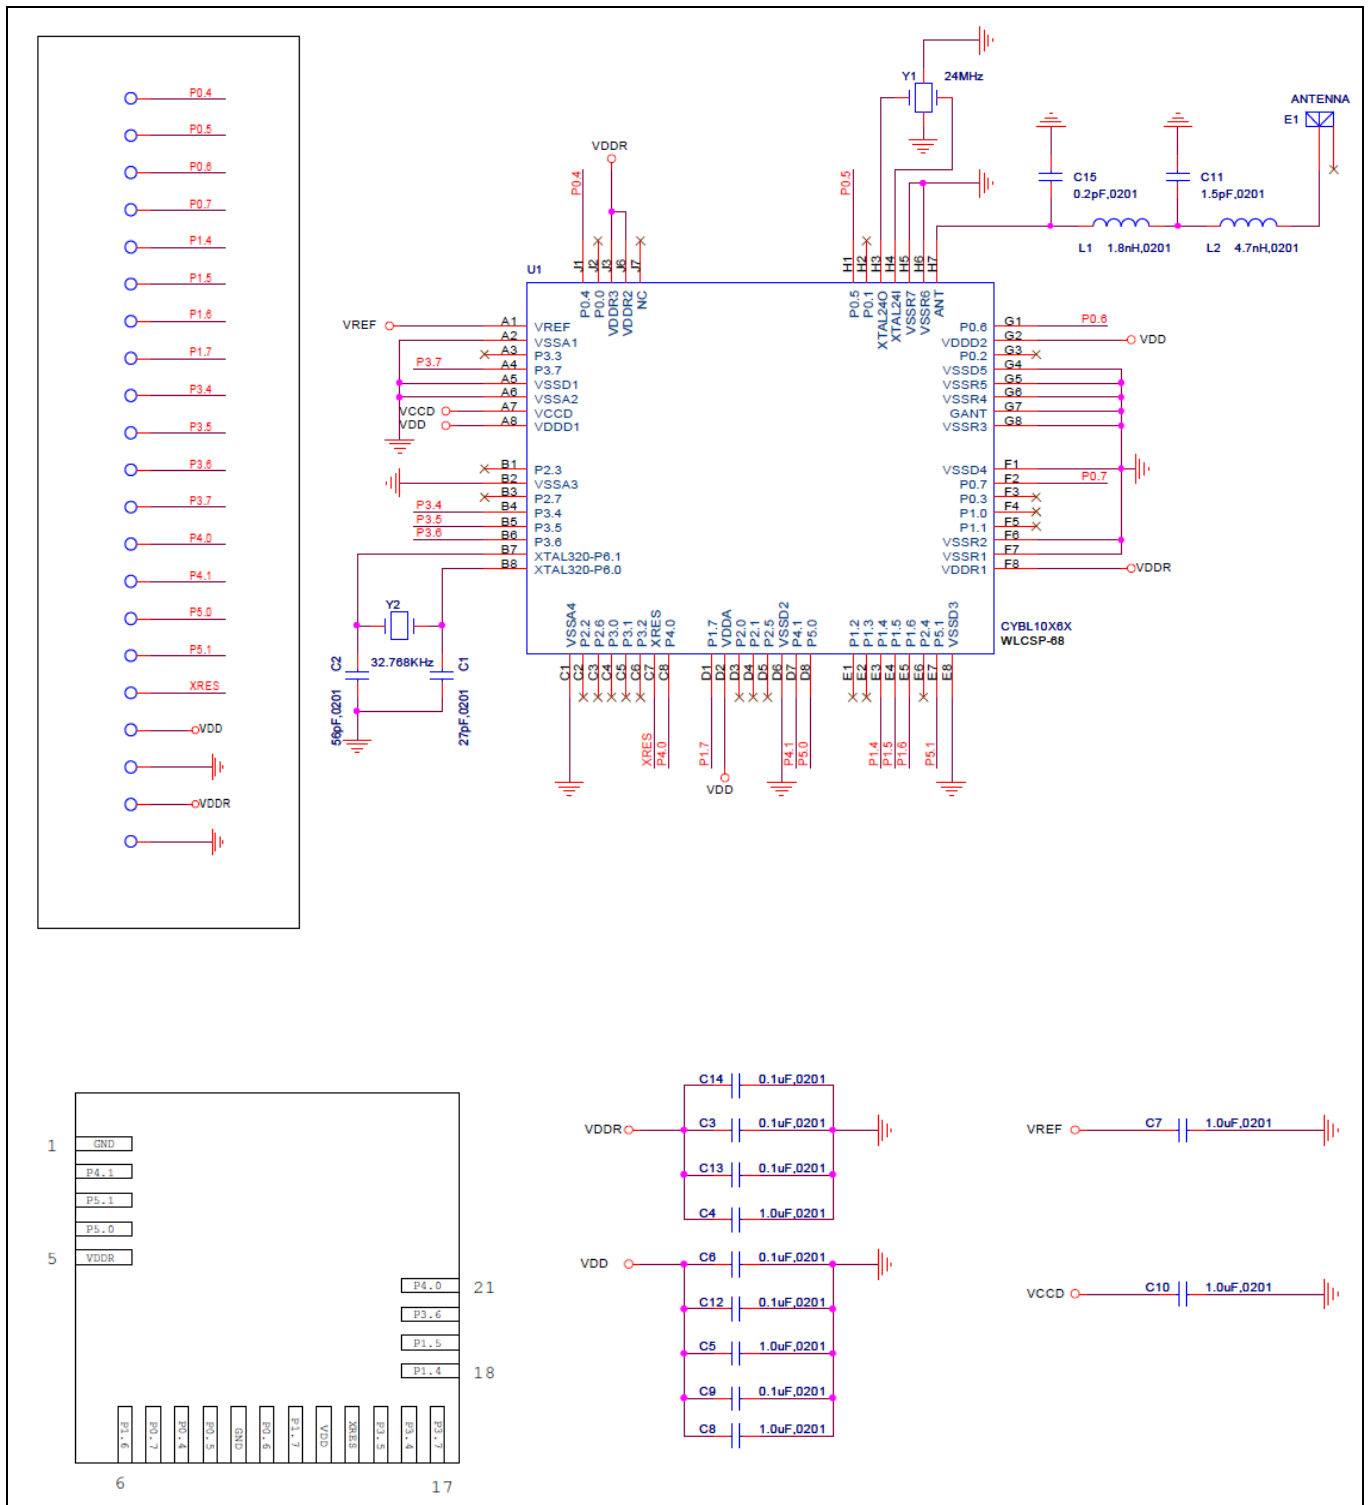 P0.4
P0.5
P0.6
P0.7
P1.4
P1.5
P1.6
P1.7
P3.4
P3.5
P3.6
P3.7
P4.0
P4.1
P5.0
P5.1
XRES
VDD
VDDR
Y1 24MHz
ANTENNA
E1
C15
0.2pF,0201
C11
1.5pF,0201
L1 1.8nH,0201
L2 4.7nH,0201
VDDR
P0.4
P0.5
U1
J1 J2 J3 J6 J7
P0.4 P0.0 VDDR3 VDDR2 NC
H1 H2 H3 H4 H5 H6 H7
P0.5 P0.1 XTAL24O XTAL24I VSSR7 VSSR6 ANT
VREF A1 VREF
A2 VSSA1
A3 P3.3
P3.7 A4 P3.7
A5 VSSD1
A6 VSSA2
VCCD A7 VCCD
VDD A8 VDDD1
B1 P2.3
B2 VSSA3
B3 P2.7
P3.4 B4 P3.4
P3.5 B5 P3.5
P3.6 B6 P3.6
B7 XTAL320-P6.1
B8 XTAL320-P6.0
P0.6 G1 P0.6
VDDD2 G2 VDD
P0.2 G3
VSSD5 G4
VSSR5 G5
VSSR4 G6
GANT G7
VSSR3 G8
VSSD4 F1
P0.7 F2 P0.7
P0.3 F3
P1.0 F4
P1.1 F5
VSSR2 F6
VSSR1 F7
VDDR1 F8 VDDR
CYBL10X6X
WLCSP-68
Y2
32.768KHz
C2
56pF,0201
C1
27pF,0201
VSSA4 P2.2 P2.6 P3.0 P3.1 P3.2 XRES P4.0
C1 C2 C3 C4 C5 C6 C7 C8
XRES P4.0
P1.7 VDDA P2.0 P2.1 P2.5 VSSD2 P4.1 P5.0
D1 D2 D3 D4 D5 D6 D7 D8
P1.7 P4.1 P5.0
VDD
P1.2 P1.3 P1.4 P1.5 P1.6 P2.4 P5.1 VSSD3
E1 E2 E3 E4 E5 E6 E7 E8
P1.4 P1.5 P1.6 P5.1
1 GND
P4.1
P5.1
P5.0
5 VDDR
P4.0 21
P3.6
P1.5
P1.4 18
P1.6 P0.7 P0.4 P0.5 GND P0.6 P1.7 VDD XRES P3.5 P3.4 P3.7
6 17
C14 0.1uF,0201
VDDR C3 0.1uF,0201
C13 0.1uF,0201
C4 1.0uF,0201
VDD C6 0.1uF,0201
C12 0.1uF,0201
C5 1.0uF,0201
C9 0.1uF,0201
C8 1.0uF,0201
VREF C7 1.0uF,0201
VCCD C10 1.0uF,0201